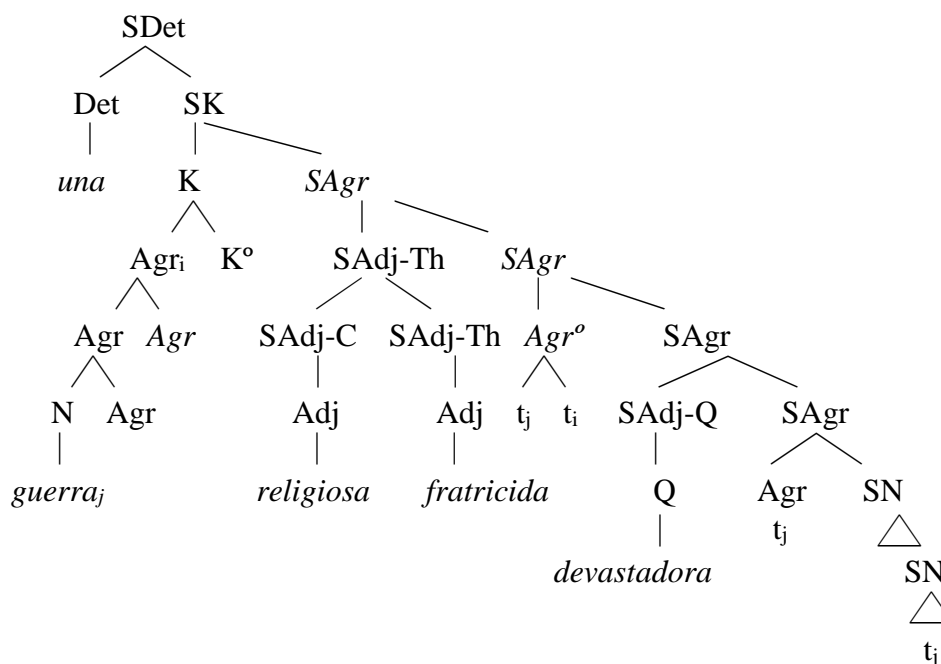 SDet
Det SK
una K SAgr
Agrᵢ Kº SAdj-Th SAgr
Agr Agr SAdj-C SAdj-Th Agrº SAgr
N Agr Adj Adj tⱼ tᵢ SAdj-Q SAgr
guerraⱼ religiosa fratricida Q Agr SN
tⱼ
devastadora SN
tⱼ